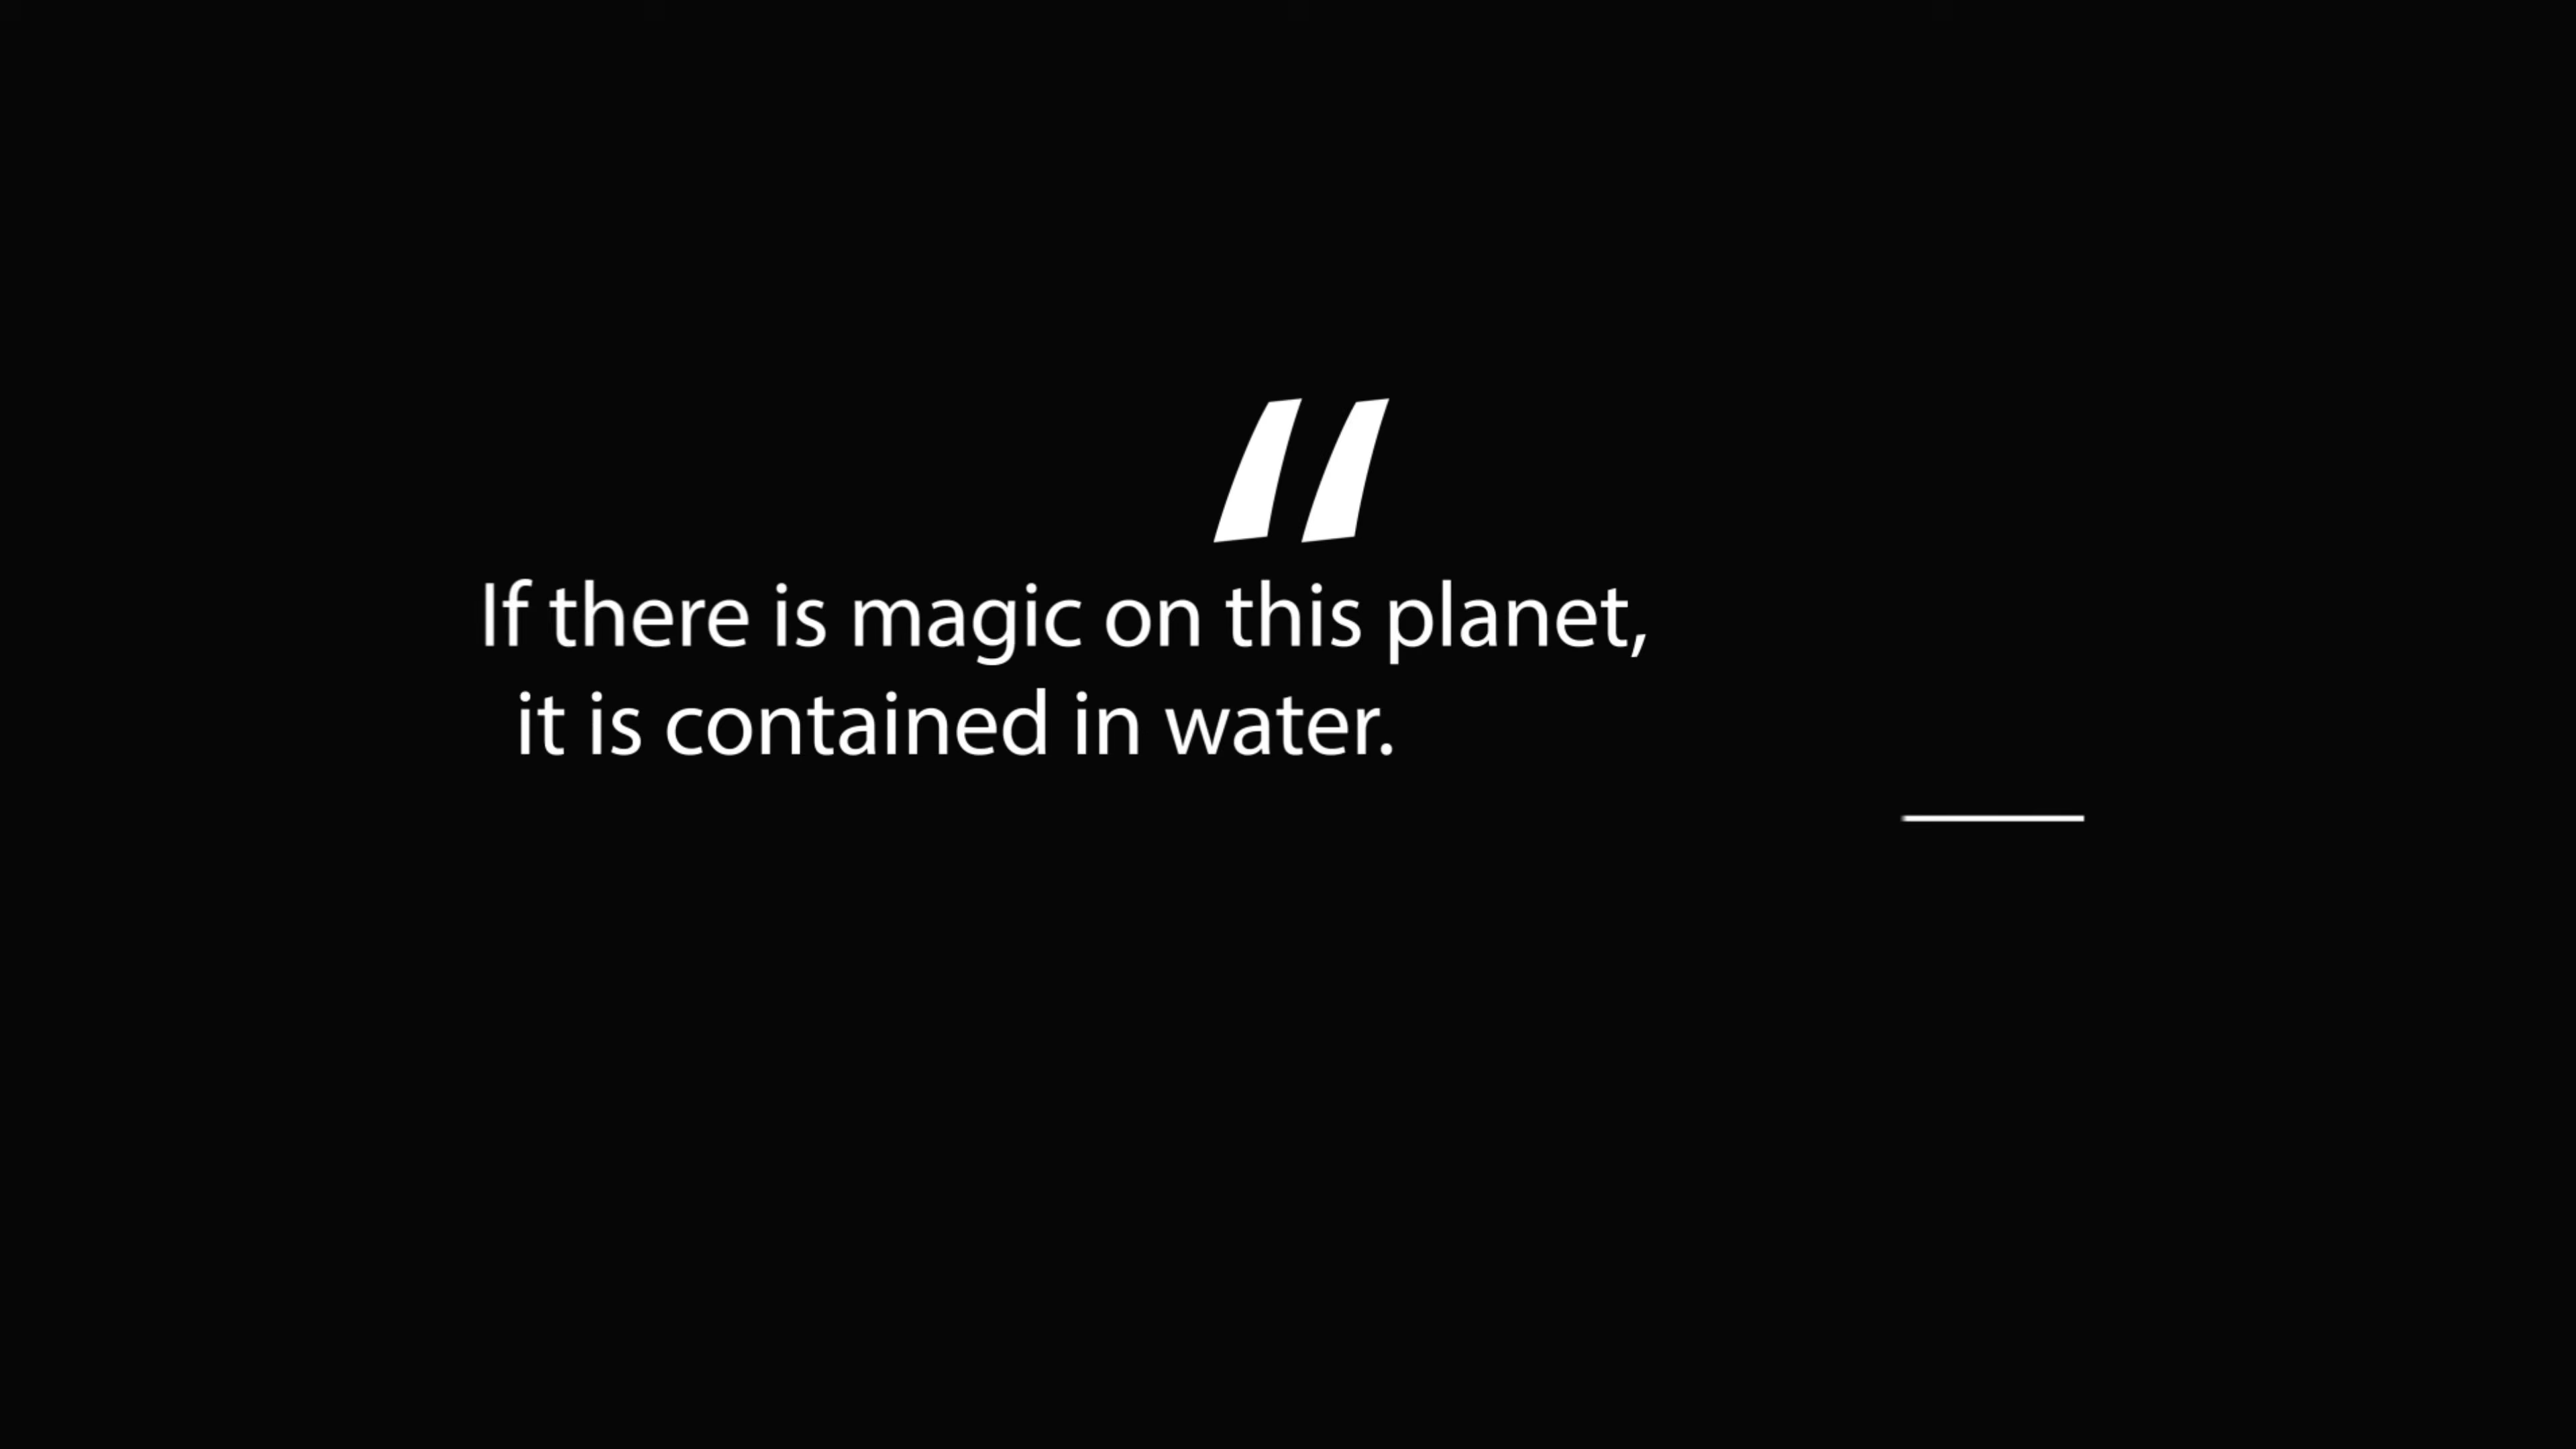 “
If there is magic on this planet,
it is contained in water.